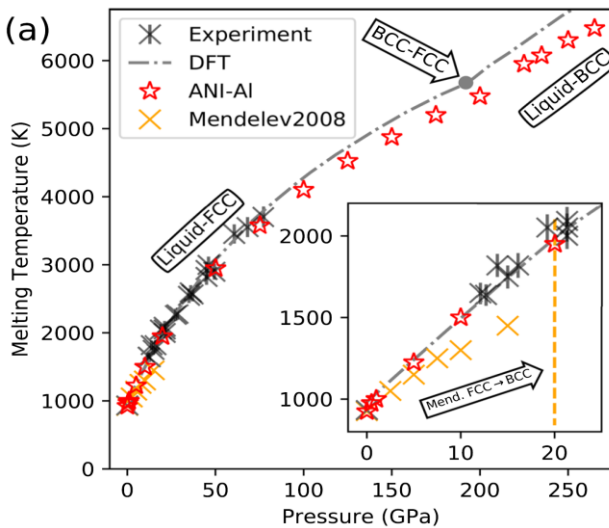 (a)
Experiment
DFT
ANI-Al
Mendelev2008
BCC-FCC
Liquid-BCC
Liquid-FCC
Melting Temperature (K)
6000
5000
4000
3000
2000
1000
0
2000
1500
1000
Mend. FCC→BCC
0
10
20
0
50
100
150
200
250
Pressure (GPa)